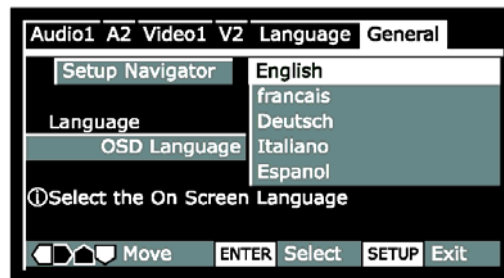 Audio1 A2 Video1 V2 Language General
Setup Navigator English
francais
Language Deutsch
OSD Language Italiano
Espanol
ⓘSelect the On Screen Language
Move ENTER Select SETUP Exit